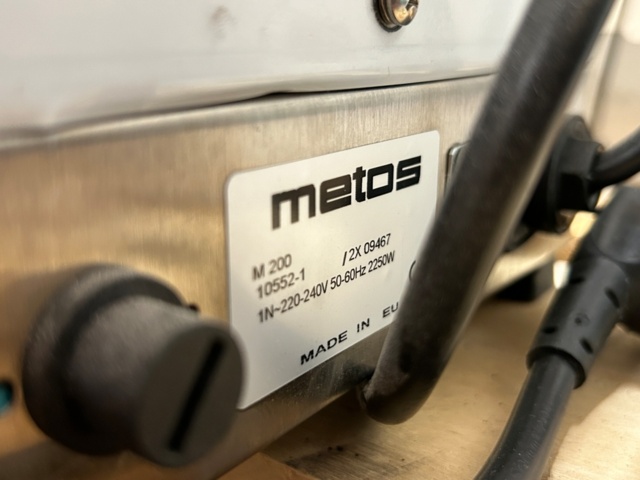 metos
M 200 / 2X 09467
10552-1
1N~220-240V 50-60Hz 2250W
MADE IN EU